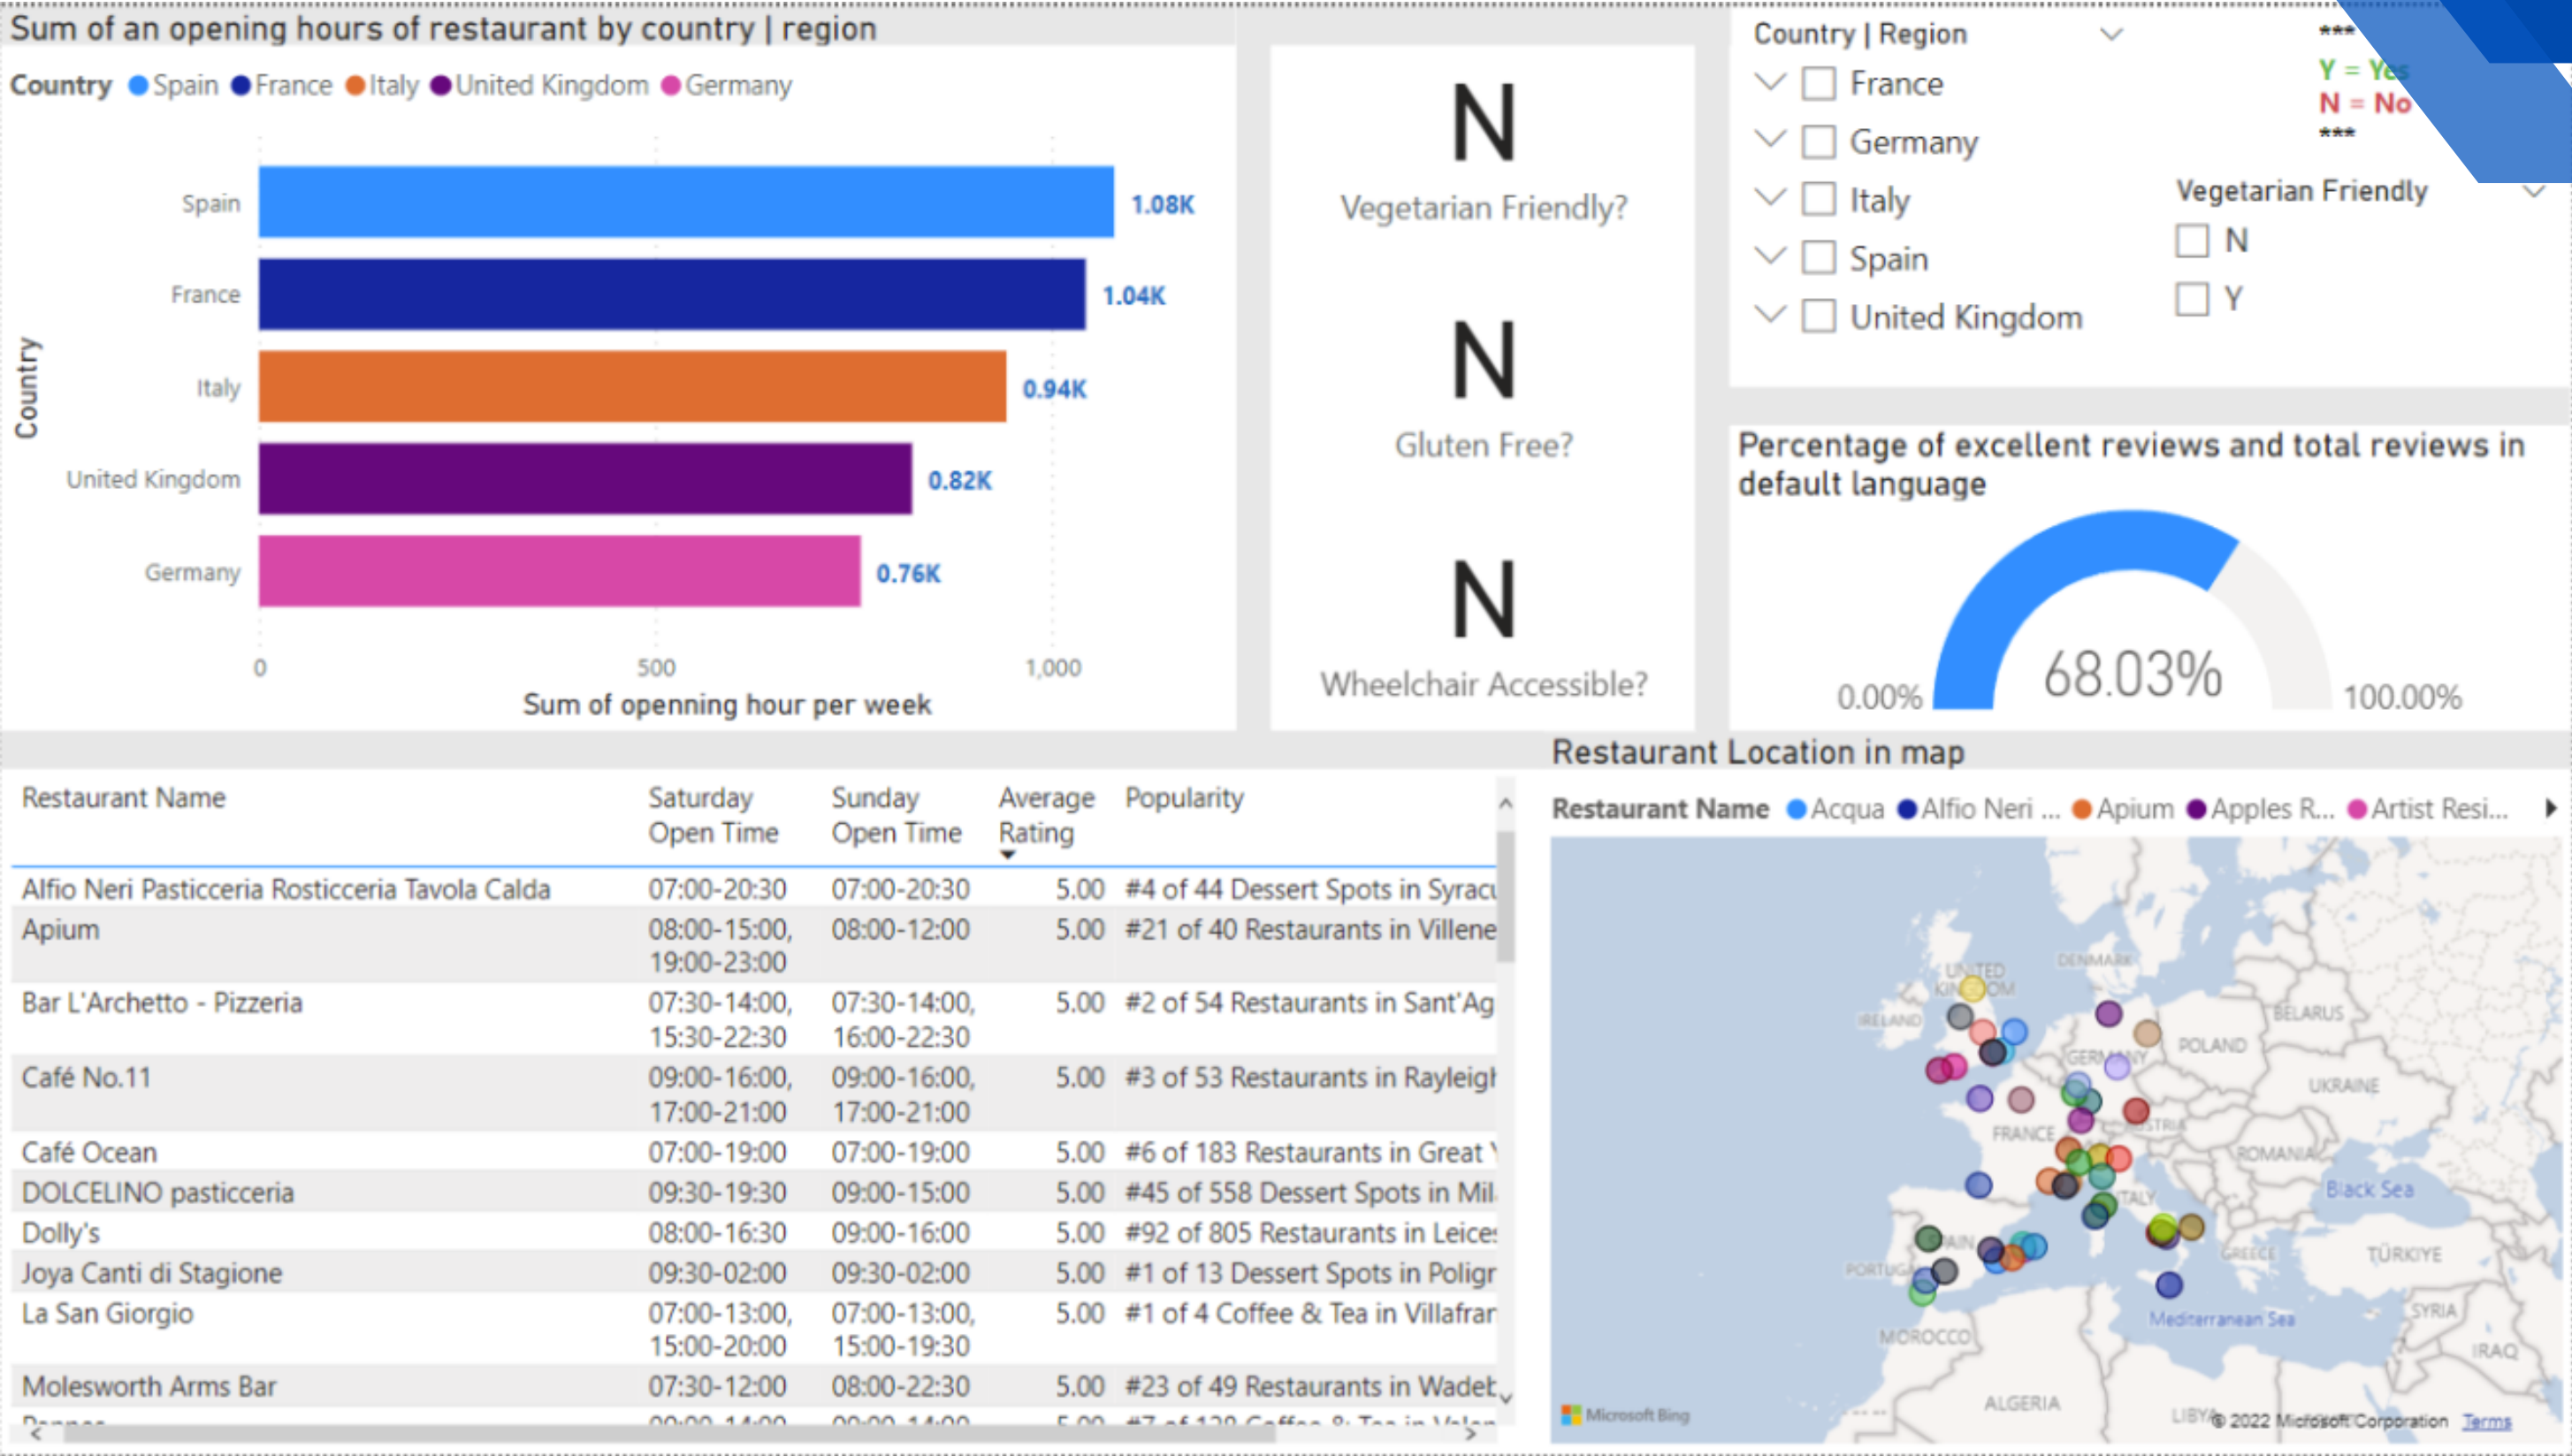 Sum of an opening hours of restaurant by country | region
Country Spain France Italy United Kingdom Germany
Country
Spain 1.08K
France 1.04K
Italy 0.94K
United Kingdom 0.82K
Germany 0.76K
0 500 1,000
Sum of openning hour per week
N
Vegetarian Friendly?
N
Gluten Free?
N
Wheelchair Accessible?
Country | Region
France
Germany
Italy
Spain
United Kingdom
***
Y = Yes
N = No
***
Vegetarian Friendly
N
Y
Percentage of excellent reviews and total reviews in
default language
68.03%
0.00% 100.00%
Restaurant Name Saturday Open Time Sunday Open Time Average Rating Popularity
Alfio Neri Pasticceria Rosticceria Tavola Calda 07:00-20:30 07:00-20:30 5.00 #4 of 44 Dessert Spots in
Apium 08:00-15:00, 08:00-12:00 5.00 #21 of 40 Restaurants in Villene
19:00-23:00
Bar L'Archetto - Pizzeria 07:30-14:00, 07:30-14:00, 5.00 #2 of 54 Restaurants in Sant'Ag
15:30-22:30 16:00-22:30
Café No.11 09:00-16:00, 09:00-16:00, 5.00 #3 of 53 Restaurants in Rayleigh
17:00-21:00 17:00-21:00
Café Ocean 07:00-19:00 07:00-19:00 5.00 #6 of 183 Restaurants in Great
DOLCELINO pasticceria 09:30-19:30 09:00-15:00 5.00 #45 of 558 Dessert Spots in Mil
Dolly's 08:00-16:30 09:00-16:00 5.00 #92 of 805 Restaurants in Leices
Joya Canti di Stagione 09:30-02:00 09:30-02:00 5.00 #1 of 13 Dessert Spots in Polign
La San Giorgio 07:00-13:00, 07:00-13:00, 5.00 #1 of 4 Coffee & Tea in Villafran
15:00-20:00 15:00-19:30
Molesworth Arms Bar 07:30-12:00 08:00-22:30 5.00 #23 of 49 Restaurants in Wadeb
Restaurant Location in map
Restaurant Name Acqua Alfio Neri ... Apium Apples R... Artist Resi...
UNITED
KINGDOM
DENMARK
IRELAND
BELARUS
POLAND
GERMANY
UKRAINE
FRANCE
ROMANIA
Black Sea
ITALY
SPAIN
GREECE
TÜRKIYE
PORTUGA
SYRIA
Mediterranean Sea
MOROCCO
IRAQ
ALGERIA
LIBYA
Microsoft Bing
© 2022 Microsoft Corporation Terms